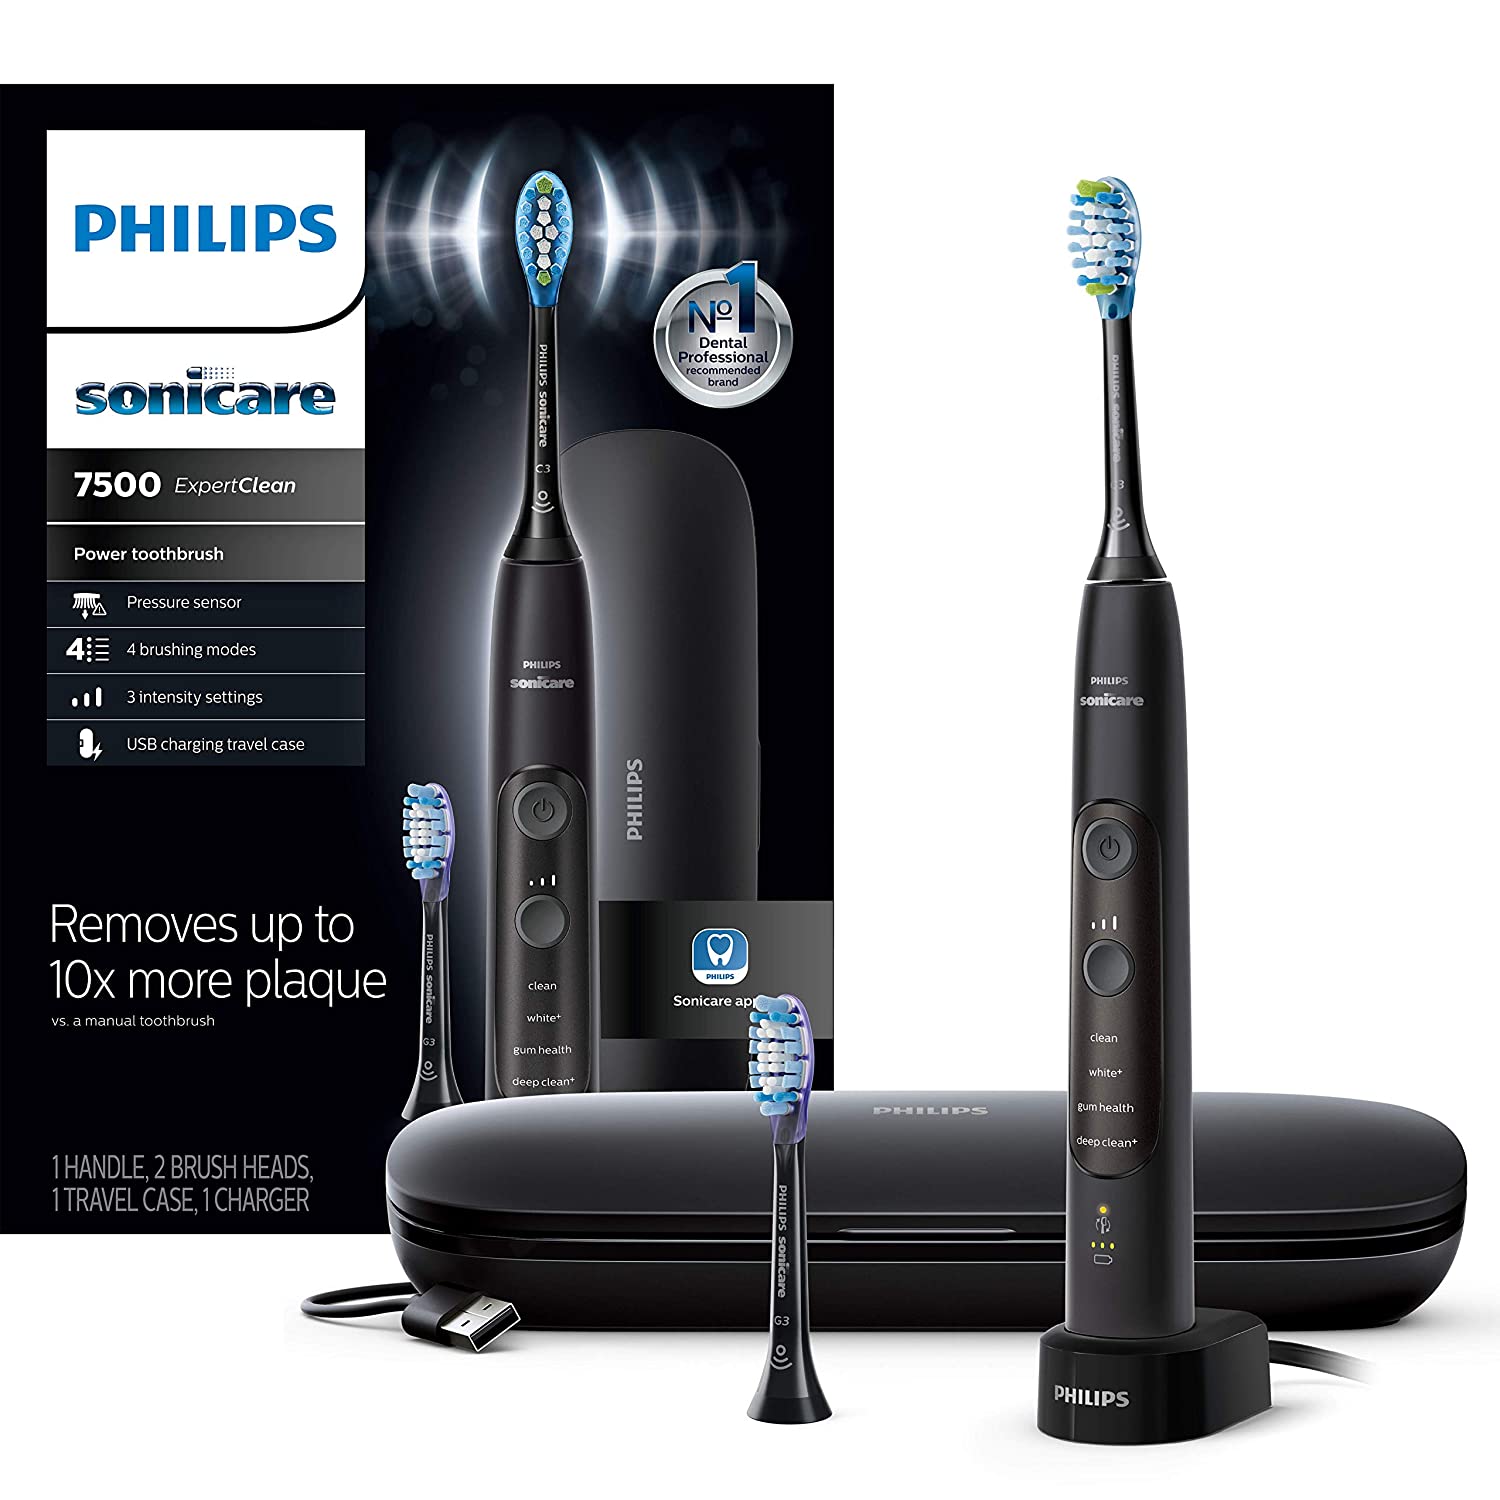 PHILIPS
sonicare
7500 ExpertClean
Power toothbrush
Pressure sensor
4 4 brushing modes
3 intensity settings
USB charging travel case
Removes up to
10x more plaque
vs. a manual toothbrush
1 HANDLE, 2 BRUSH HEADS,
1 TRAVEL CASE, 1 CHARGER
Nº1
Dental
Professional
recommended
brand
PHILIPS sonicare
C3
PHILIPS
sonicare
clean
white+
gum health
deep clean+
PHILIPS
PHILIPS sonicare
G3
PHILIPS
Sonicare app
PHILIPS sonicare
G3
PHILIPS
PHILIPS sonicare
C3
PHILIPS
sonicare
clean
white+
gum health
deep clean+
PHILIPS